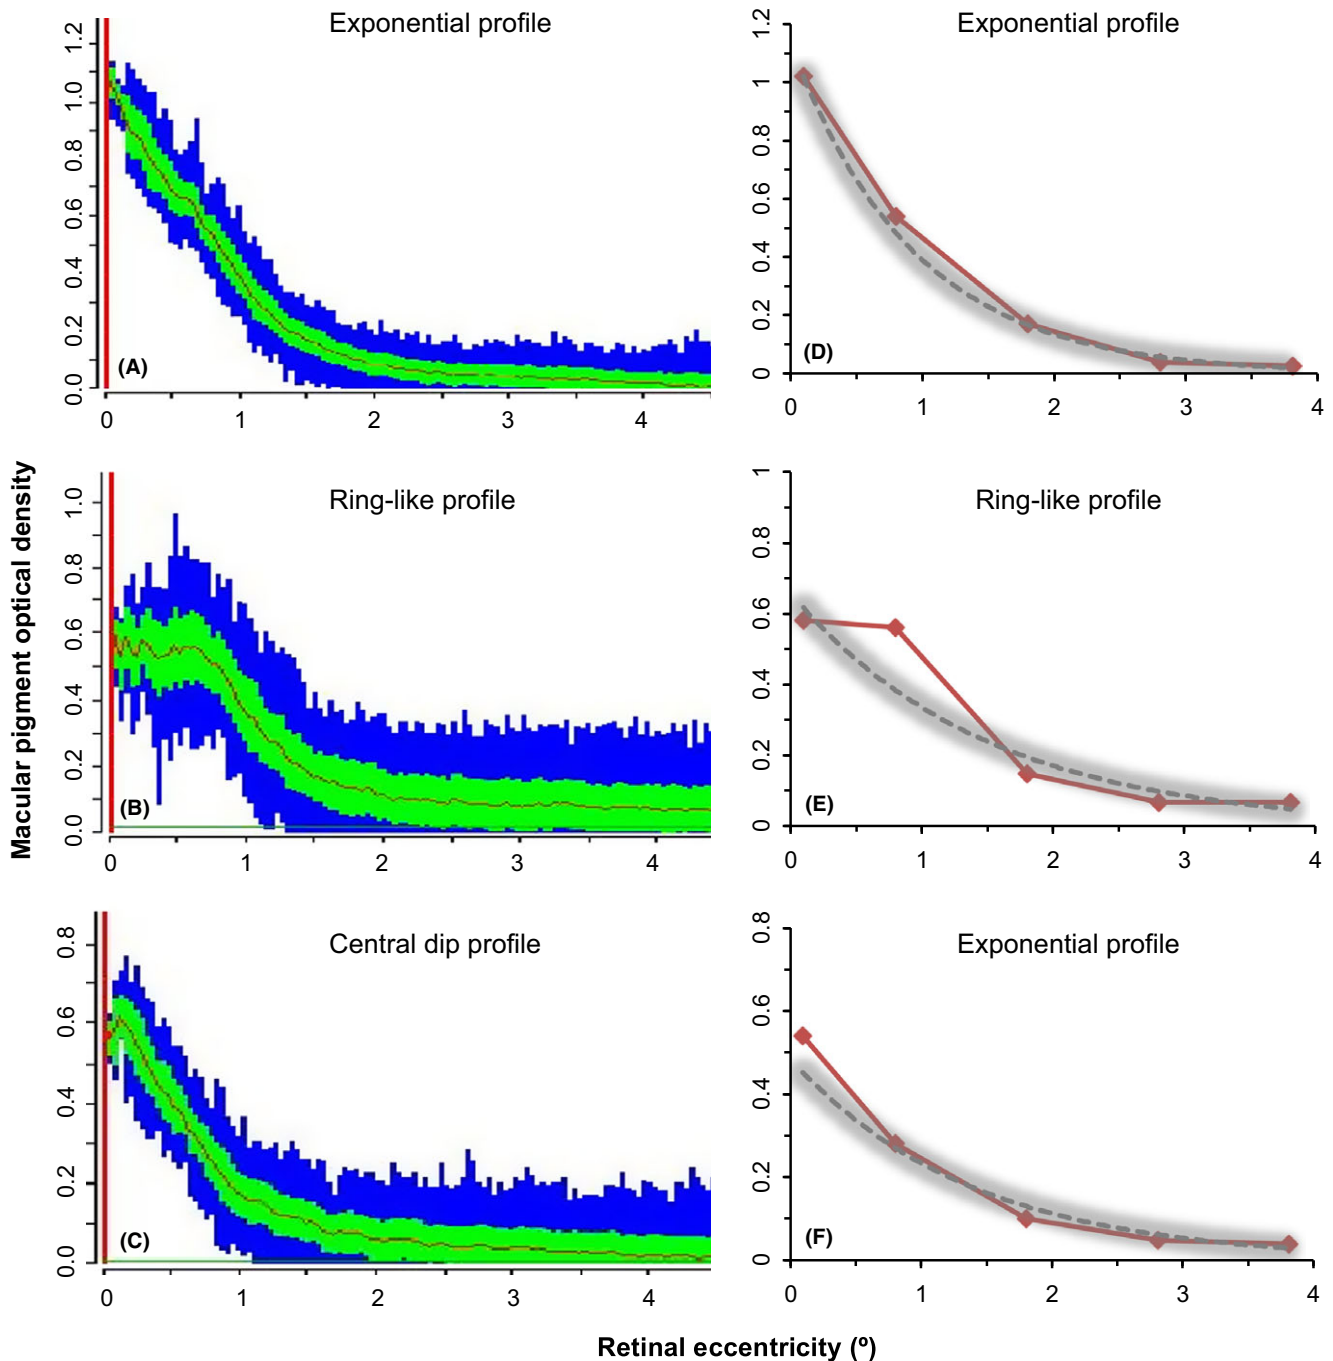 Exponential profile
1.2
1.0
0.8
0.6
0.4
0.2
0.0
(A)
0 1 2 3 4
Exponential profile
1.2
1
0.8
0.6
0.4
0.2
0
(D)
0 1 2 3 4
Macular pigment optical density
Ring-like profile
1.0
0.8
0.6
0.4
0.2
0.0
(B)
0 1 2 3 4
Ring-like profile
1
0.8
0.6
0.4
0.2
0
(E)
0 1 2 3 4
Central dip profile
0.8
0.6
0.4
0.2
0.0
(C)
0 1 2 3 4
Exponential profile
0.8
0.6
0.4
0.2
0
(F)
0 1 2 3 4
Retinal eccentricity (º)